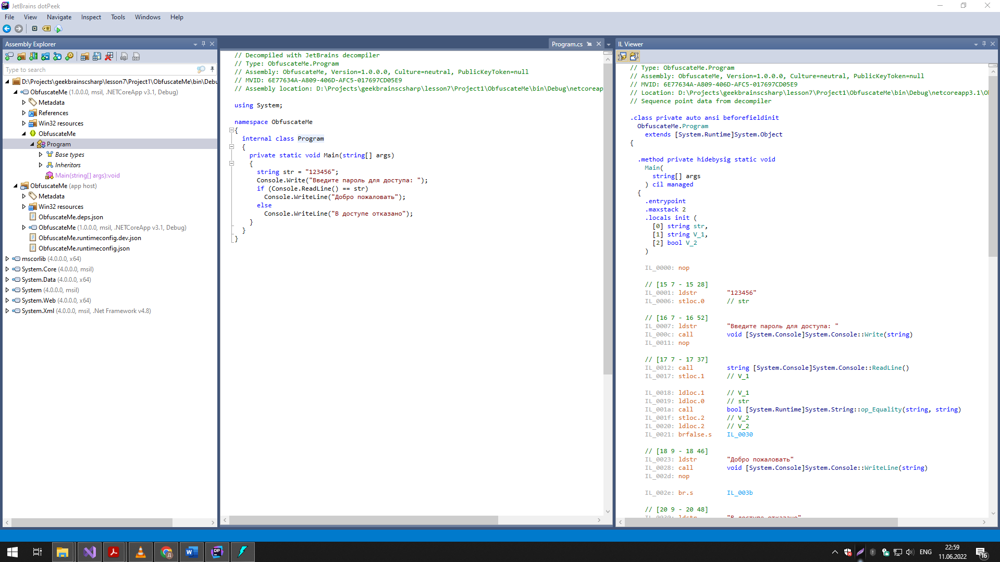 JetBrains dotPeek
File View Navigate Inspect Tools Windows Help
Assembly Explorer
Type to search
D:\Projects\geekbrainscsharp\lesson7\Project1\ObfuscateMe\bin\Debu
ObfuscateMe (1.0.0.0, msil, .NETCoreApp v3.1, Debug)
Metadata
References
Win32 resources
ObfuscateMe
Program
Base types
Inheritors
Main(string[] args):void
ObfuscateMe (app host)
Metadata
Win32 resources
ObfuscateMe.deps.json
ObfuscateMe (1.0.0.0, msil, .NETCoreApp v3.1, Debug)
ObfuscateMe.runtimeconfig.dev.json
ObfuscateMe.runtimeconfig.json
mscorlib (4.0.0.0, x64)
System.Core (4.0.0.0, msil)
System.Data (4.0.0.0, x64)
System (4.0.0.0, msil)
System.Web (4.0.0.0, x64)
System.Xml (4.0.0.0, msil, .Net Framework v4.8)
Program.cs
// Decompiled with JetBrains decompiler
// Type: ObfuscateMe.Program
// Assembly: ObfuscateMe, Version=1.0.0.0, Culture=neutral, PublicKeyToken=null
// MVID: 6E77634A-A809-406D-AFC5-017697CD05E9
// Assembly location: D:\Projects\geekbrainscsharp\lesson7\Project1\ObfuscateMe\bin\Debug\netcoreap
using System;
namespace ObfuscateMe
{
internal class Program
{
private static void Main(string[] args)
{
string str = "123456";
Console.Write("Введите пароль для доступа: ");
if (Console.ReadLine() == str)
Console.WriteLine("Добро пожаловать");
else
Console.WriteLine("В доступе отказано");
}
}
}
IL Viewer
// Type: ObfuscateMe.Program
// Assembly: ObfuscateMe, Version=1.0.0.0, Culture=neutral, PublicKeyToken=null
// MVID: 6E77634A-A809-406D-AFC5-017697CD05E9
// Location: D:\Projects\geekbrainscsharp\lesson7\Project1\ObfuscateMe\bin\Debug\netcoreapp3.1\Ob
// Sequence point data from decompiler
.class private auto ansi beforefieldinit
ObfuscateMe.Program
extends [System.Runtime]System.Object
{
.method private hidebysig static void
Main(
string[] args
) cil managed
{
.entrypoint
.maxstack 2
.locals init (
[0] string str,
[1] string V_1,
[2] bool V_2
)
IL_0000: nop
// [15 7 - 15 28]
IL_0001: ldstr "123456"
IL_0006: stloc.0 // str
// [16 7 - 16 52]
IL_0007: ldstr "Введите пароль для доступа: "
IL_000c: call void [System.Console]System.Console::Write(string)
IL_0011: nop
// [17 7 - 17 37]
IL_0012: call string [System.Console]System.Console::ReadLine()
IL_0017: stloc.1 // V_1
IL_0018: ldloc.1 // V_1
IL_0019: ldloc.0 // str
IL_001a: call bool [System.Runtime]System.String::op_Equality(string, string)
IL_001f: stloc.2 // V_2
IL_0020: ldloc.2 // V_2
IL_0021: brfalse.s IL_0030
// [18 9 - 18 46]
IL_0023: ldstr "Добро пожаловать"
IL_0028: call void [System.Console]System.Console::WriteLine(string)
IL_002d: nop
IL_002e: br.s IL_003b
// [20 9 - 20 48]
IL_0030: ldstr "В доступе отказано"
ENG
22:59
11.06.2022
16